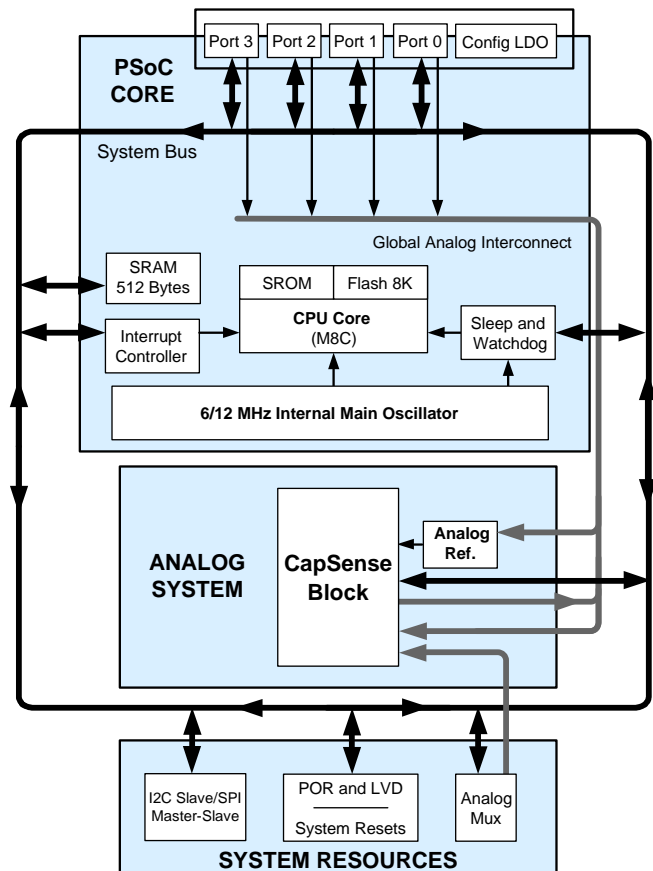 Port 3 Port 2 Port 1 Port 0 Config LDO
PSoC
CORE
System Bus
Global Analog Interconnect
SRAM
512 Bytes
SROM Flash 8K
CPU Core
(M8C)
Interrupt
Controller
Sleep and
Watchdog
6/12 MHz Internal Main Oscillator
ANALOG
SYSTEM
CapSense
Block
Analog
Ref.
I2C Slave/SPI
Master-Slave
POR and LVD
System Resets
Analog
Mux
SYSTEM RESOURCES